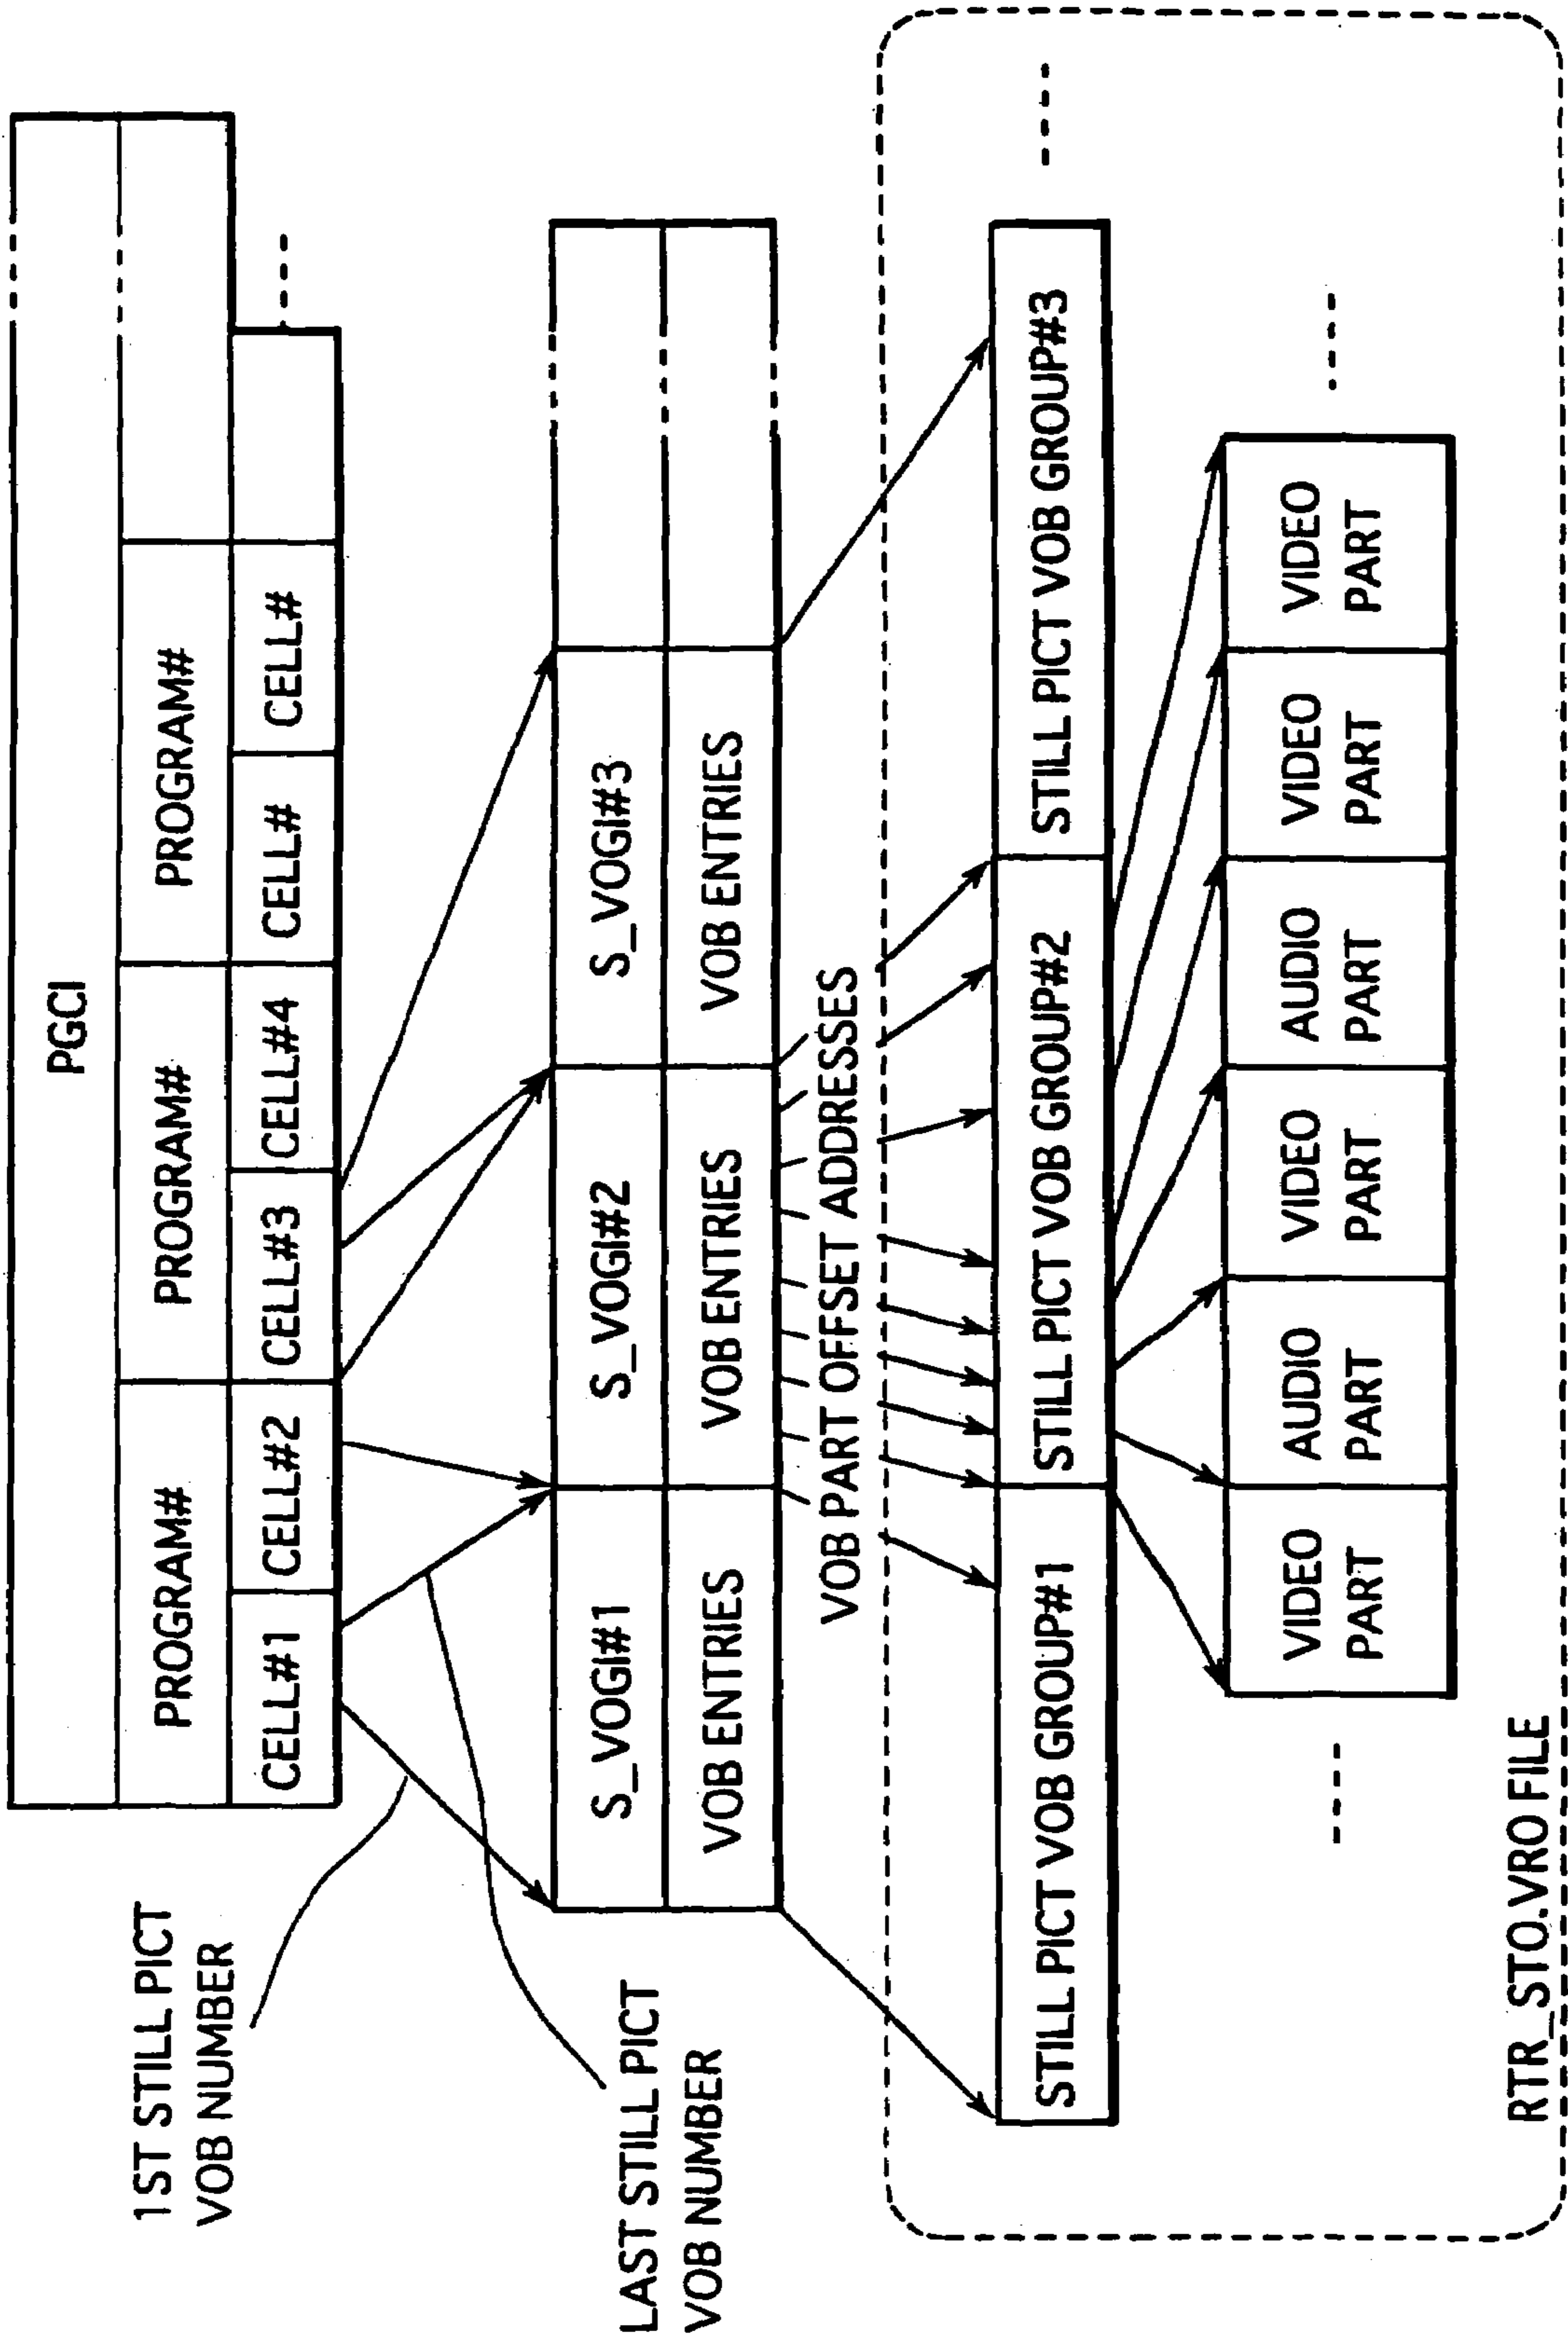 PGCI
PROGRAM# PROGRAM# PROGRAM#
CELL#1 CELL#2 CELL#3 CELL#4 CELL# CELL#
1ST STILL PICT
VOB NUMBER
LAST STILL PICT
VOB NUMBER
S_VOGI#1 S_VOGI#2 S_VOGI#3
VOB ENTRIES VOB ENTRIES VOB ENTRIES
VOB PART OFFSET ADDRESSES
STILL PICT VOB GROUP#1 STILL PICT VOB GROUP#2 STILL PICT VOB GROUP#3
VIDEO AUDIO VIDEO AUDIO VIDEO VIDEO
PART PART PART PART PART PART
RTR_STO.VRO FILE